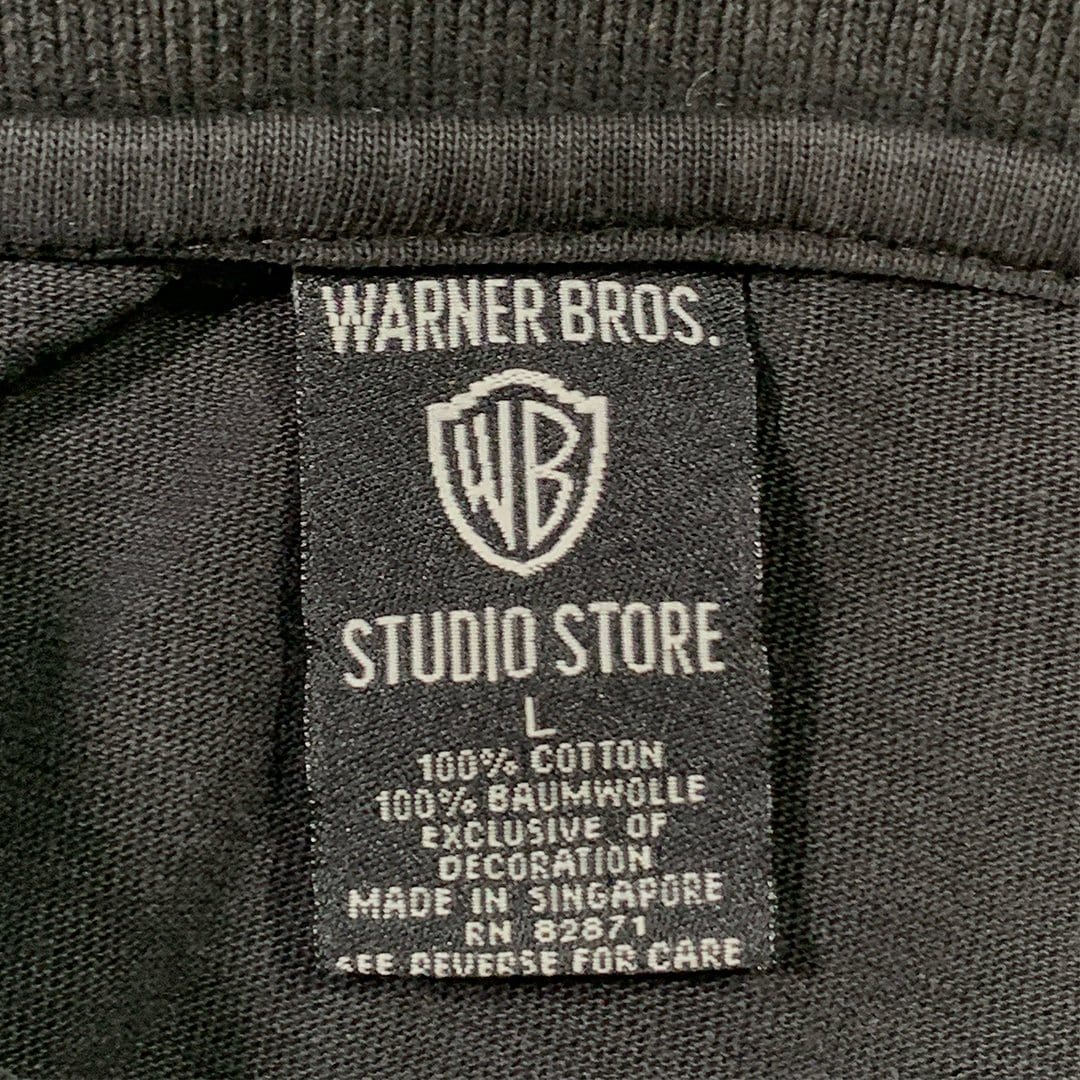 WARNER BROS.
WB
STUDIO STORE
L
100% COTTON
100% BAUMWOLLE
EXCLUSIVE OF
DECORATION
MADE IN SINGAPORE
RN 82871
SEE REVERSE FOR CARE